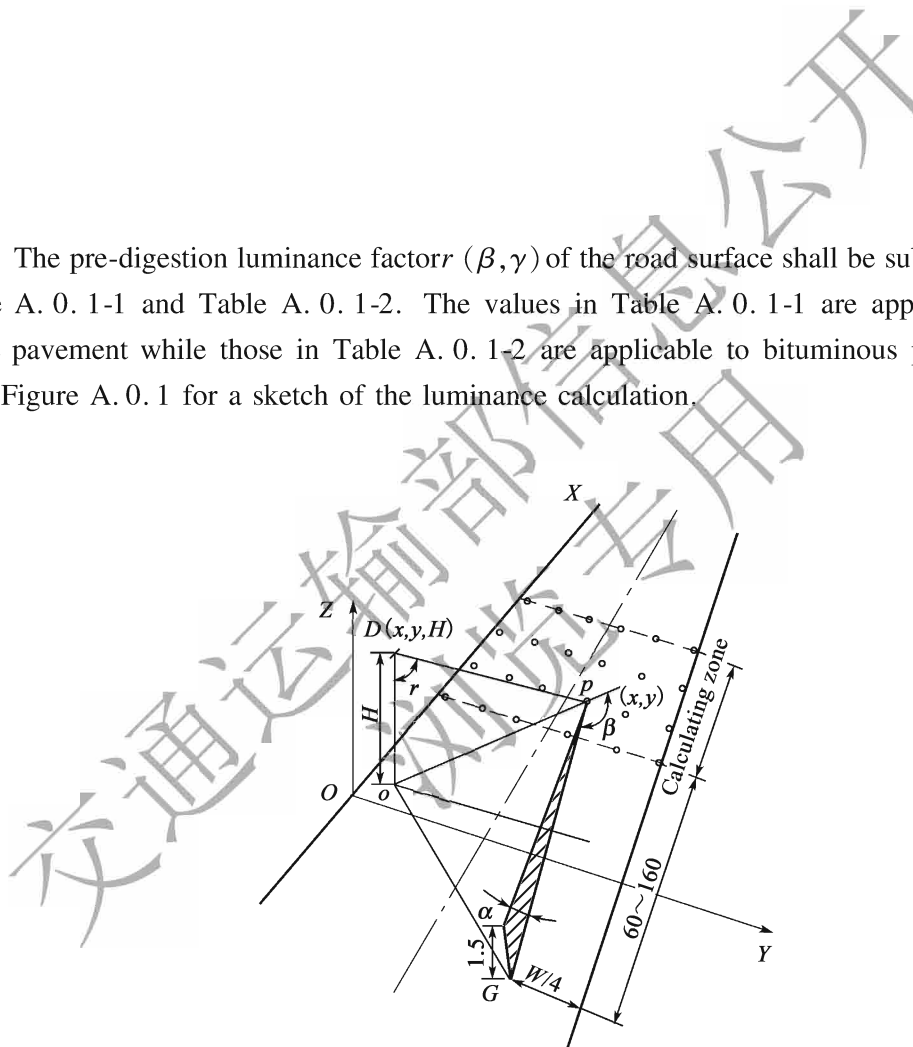 The pre-digestion luminance factorr (β,γ)of the road surface shall be su
A. 0. 1-1 and Table A. 0. 1-2. The values in Table A. 0. 1-1 are app
pavement while those in Table A. 0. 1-2 are applicable to bituminous
Figure A. 0. 1 for a sketch of the luminance calculation.
交通运输部信息公开
浏览专用
X
Z
D(x,y,H)
r
H
p
(x,y)
β
Calculating zone
O
o
60~160
α
1.5
G
W/4
Y